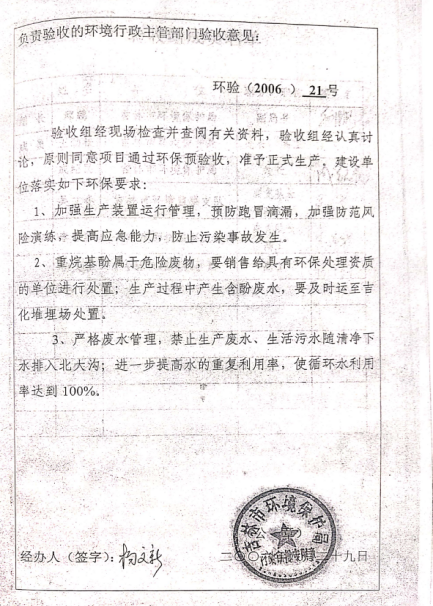 负责验收的环境行政主管部门验收意见：
环验（2006 ） 21 号
验收组经现场检查并查阅有关资料，验收组经认真讨
论，原则同意项目通过环保预验收，准予正式生产，建设单
位落实如下环保要求：
1、加强生产装置运行管理，预防跑冒滴漏，加强防范风
险演练，提高应急能力，防止污染事故发生。
2、重烷基酚属于危险废物，要销售给具有环保处理资质
的单位进行处置；生产过程中产生含酚废水，要及时运至吉
化堆埋场处置。
3、严格废水管理，禁止生产废水、生活污水随清净下
水排入北大沟；进一步提高水的重复利用率，使循环水利用
率达到 100%。
吉林市环境保护局
经办人（签字）：杨文新 二〇〇六 十九日